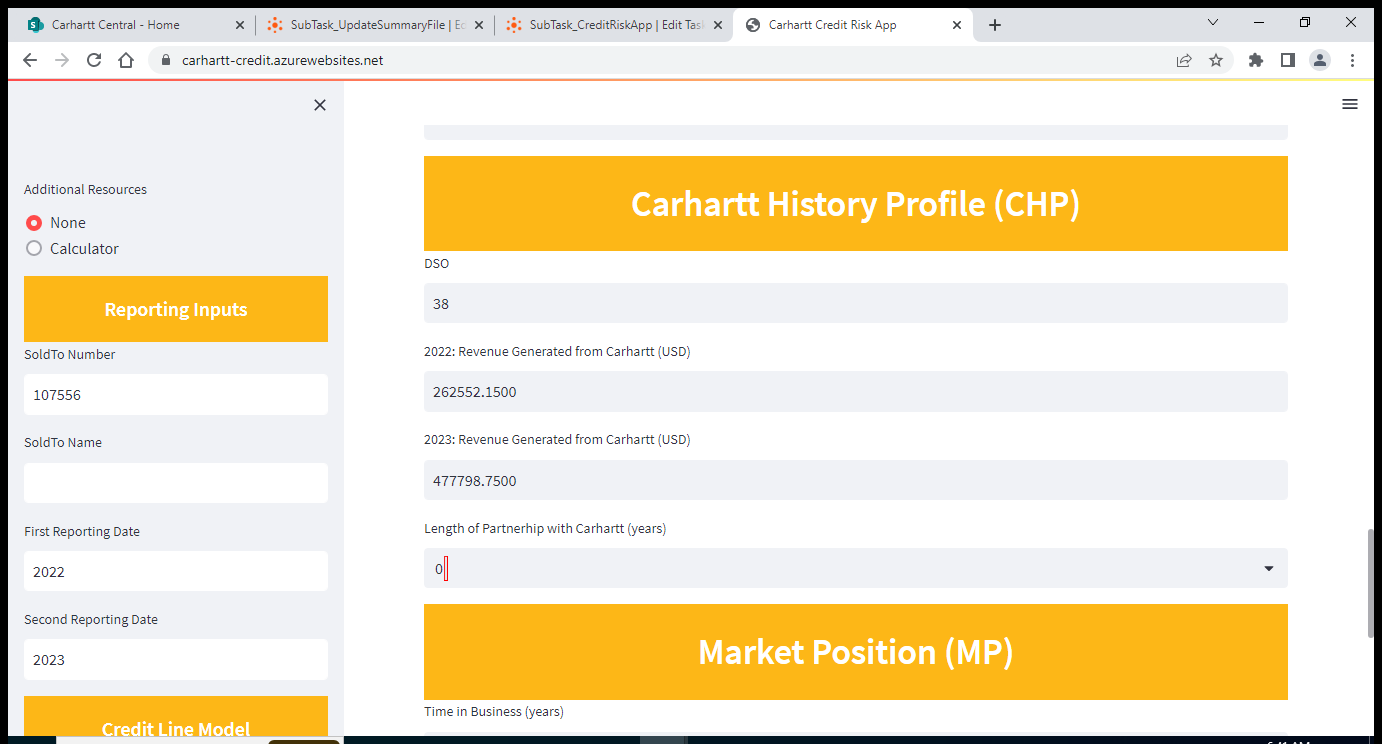 Carhartt Central - Home
SubTask_UpdateSummaryFile | Ed
SubTask_CreditRiskApp | Edit Task
Carhartt Credit Risk App
carhartt-credit.azurewebsites.net
Additional Resources
None
Calculator
Reporting Inputs
SoldTo Number
107556
SoldTo Name
First Reporting Date
2022
Second Reporting Date
2023
Credit Line Model
Carhartt History Profile (CHP)
DSO
38
2022: Revenue Generated from Carhartt (USD)
262552.1500
2023: Revenue Generated from Carhartt (USD)
477798.7500
Length of Partnerhip with Carhartt (years)
0
Market Position (MP)
Time in Business (years)